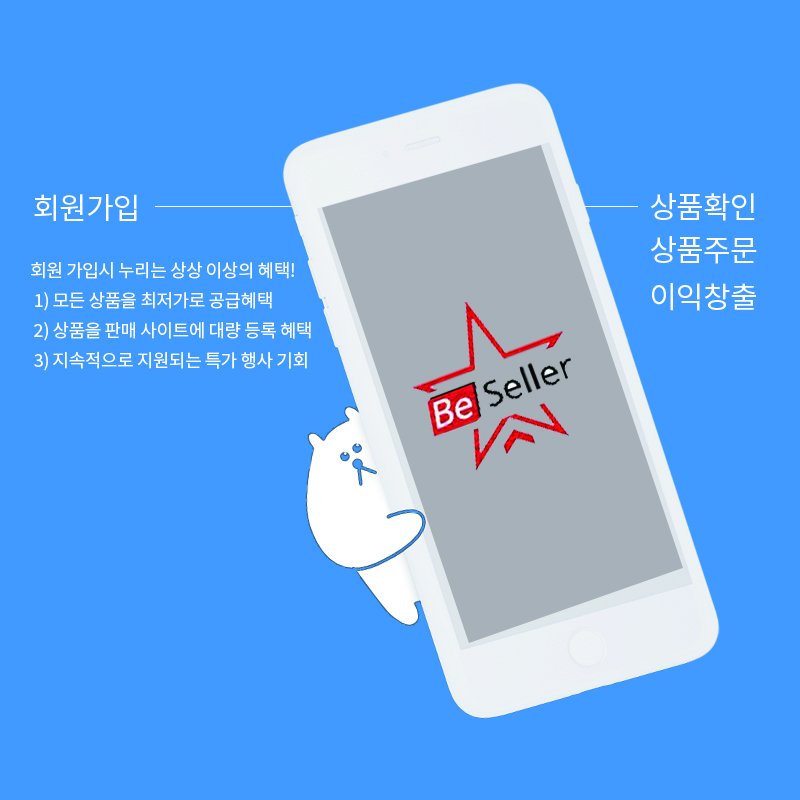 회원가입
회원 가입시 누리는 상상 이상의 혜택!
1) 모든 상품을 최저가로 공급혜택
2) 상품을 판매 사이트에 대량 등록 혜택
3) 지속적으로 지원되는 특가 행사 기회
상품확인
상품주문
이익창출
Be Seller